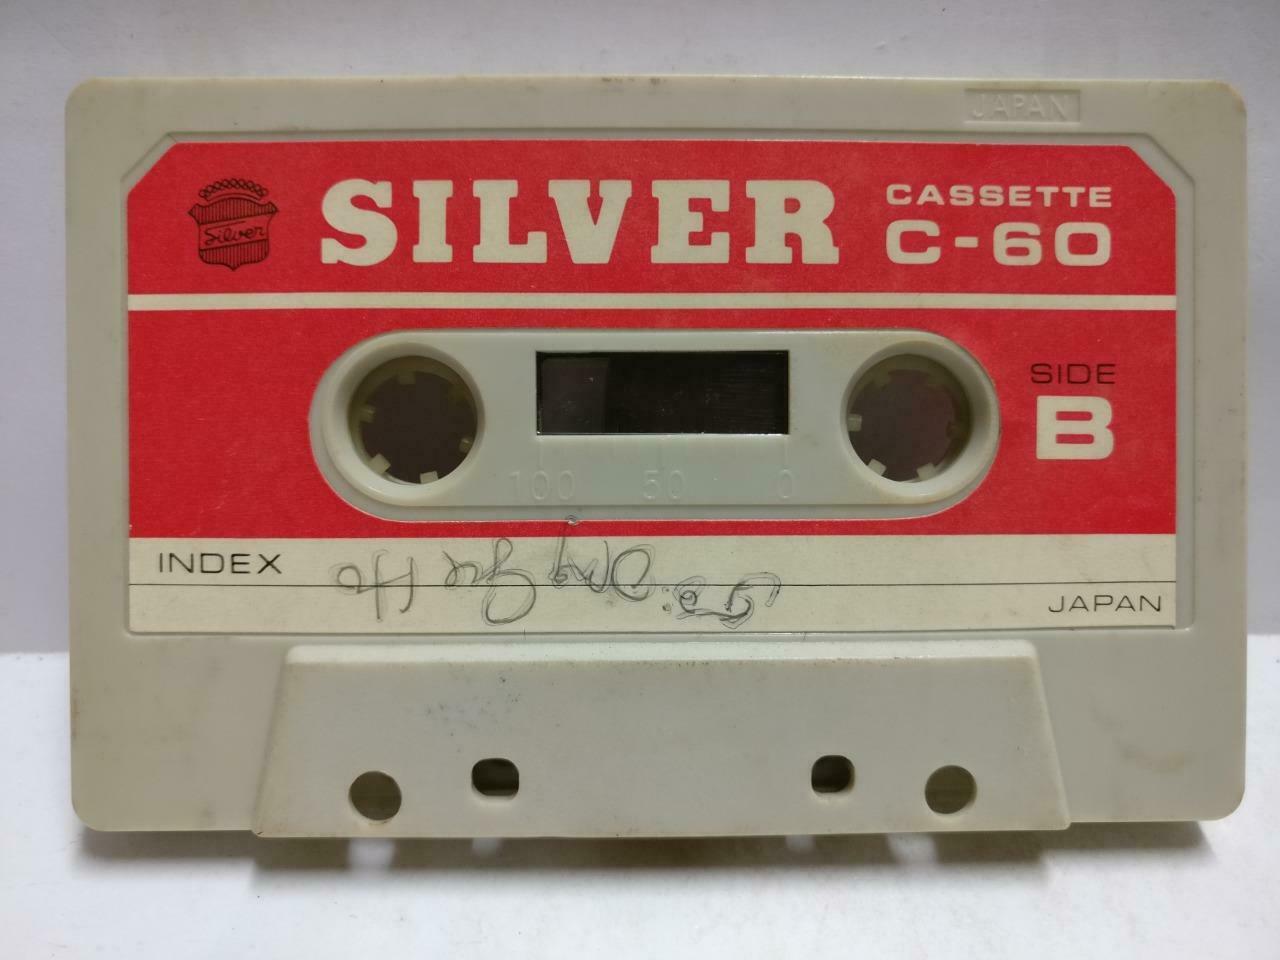 JAPAN
Silver
SILVER
CASSETTE
C-60
SIDE
B
100 50 0
INDEX
JAPAN